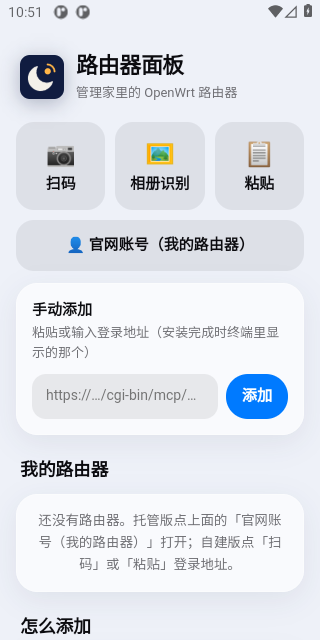 10:51
路由器面板
管理家里的 OpenWrt 路由器
扫码
相册识别
粘贴
官网账号（我的路由器）
手动添加
粘贴或输入登录地址（安装完成时终端里显
示的那个）
https://.../cgi-bin/mcp/...
添加
我的路由器
还没有路由器。托管版点上面的「官网账
号（我的路由器）」打开；自建版点「扫
码」或「粘贴」登录地址。
怎么添加